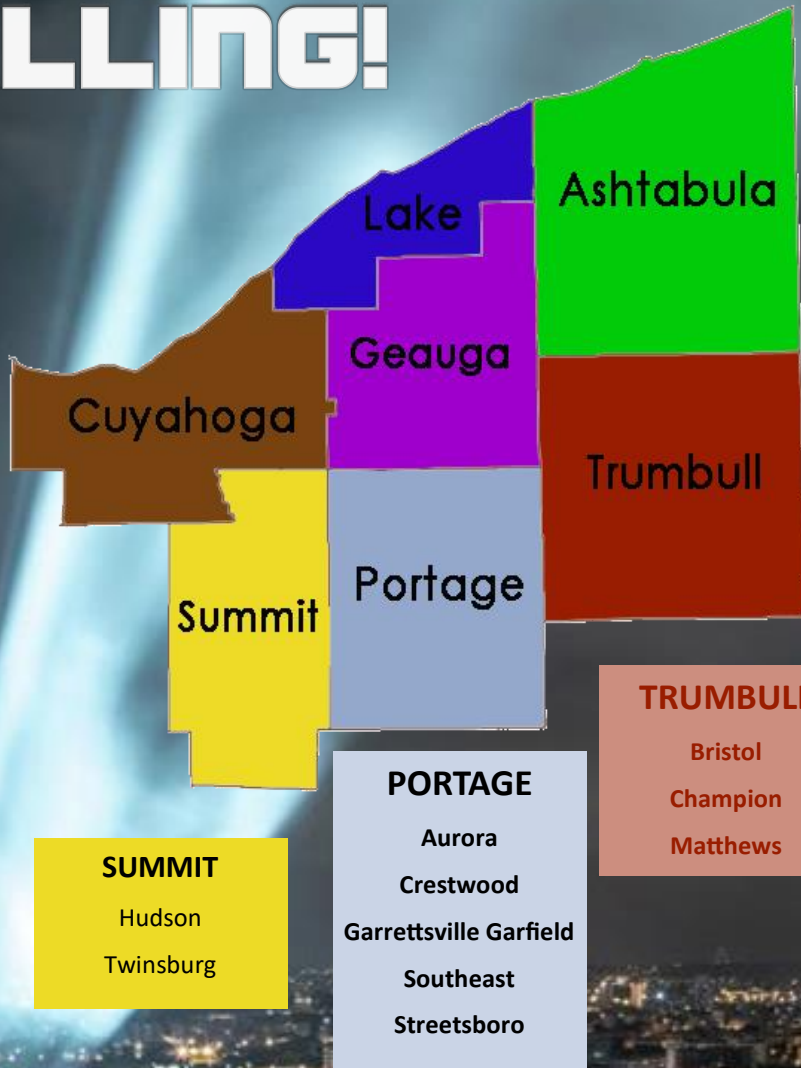 LLING!
Ashtabula
Lake
Geauga
Cuyahoga
Trumbull
Portage
Summit
TRUMBULL
Bristol
Champion
Matthews
PORTAGE
Aurora
Crestwood
Garrettsville Garfield
Southeast
Streetsboro
SUMMIT
Hudson
Twinsburg